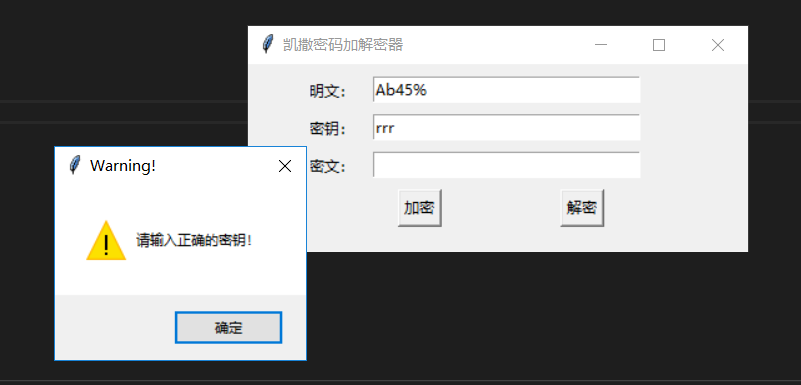 凯撒密码加解密器
明文：
Ab45%
密钥：
rrr
密文：
加密
解密
Warning!
请输入正确的密钥！
确定